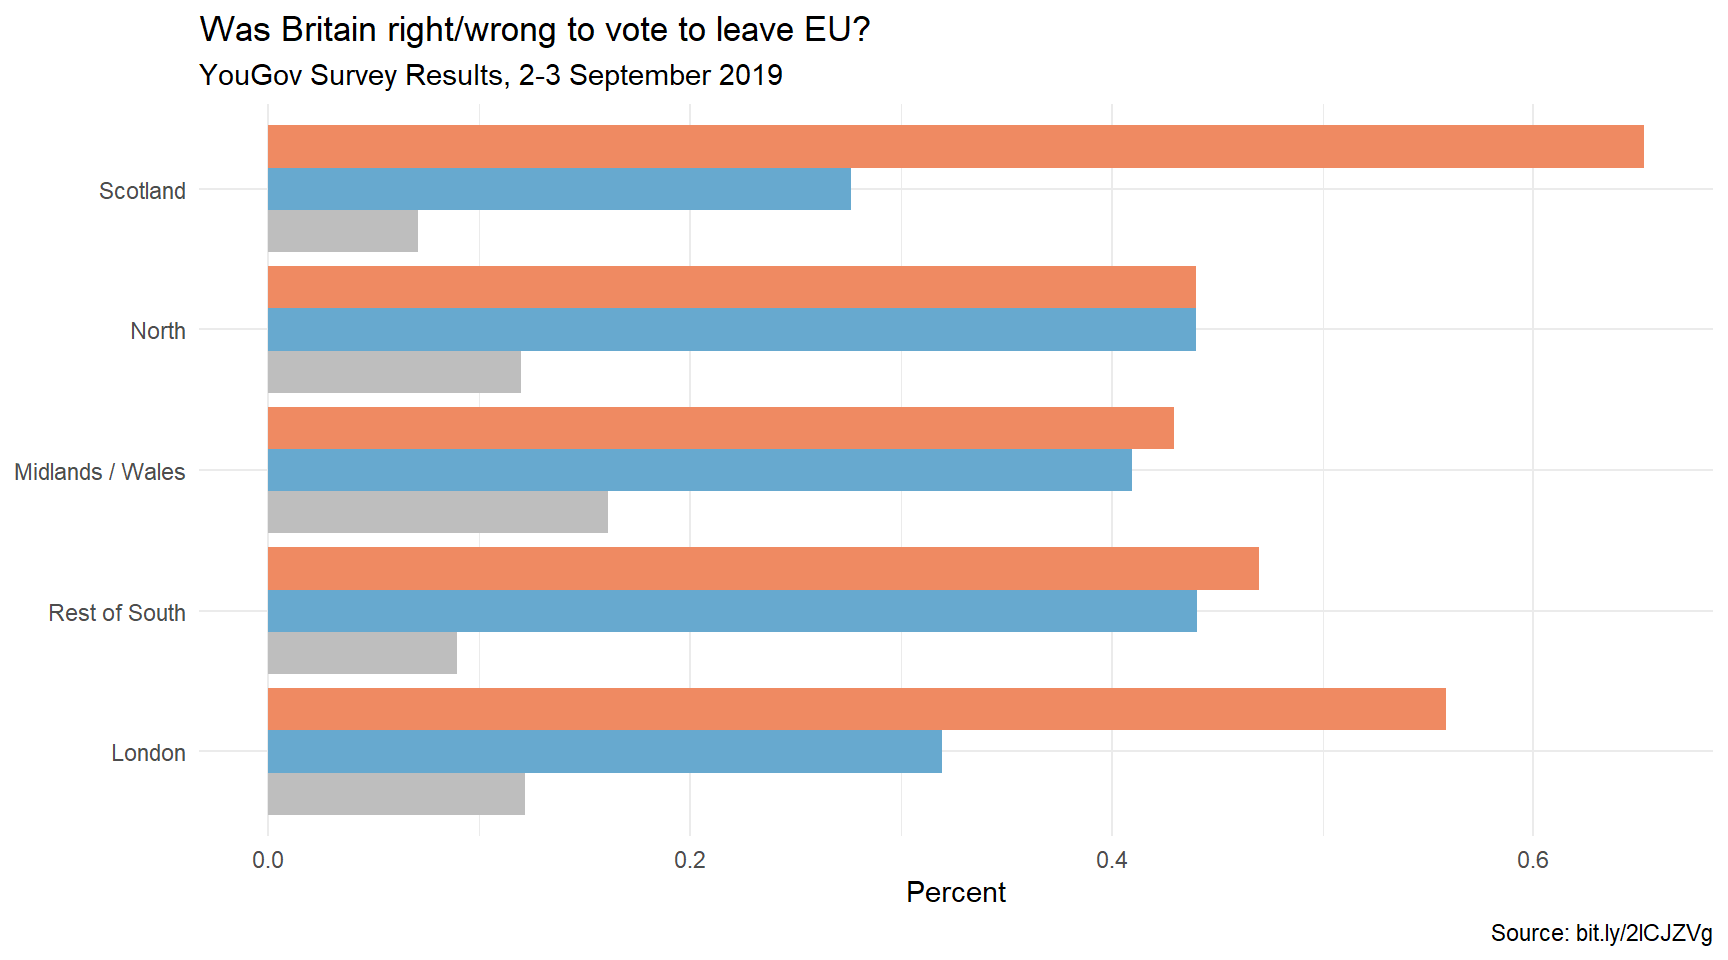 Was Britain right/wrong to vote to leave EU?
YouGov Survey Results, 2-3 September 2019
Scotland
North
Midlands / Wales
Rest of South
London
0.0 0.2 0.4 0.6
Percent
Source: bit.ly/2lCJZVg